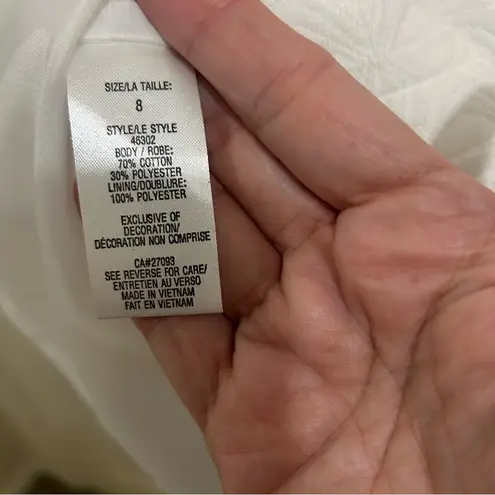 SIZE/LA TAILLE:
8
STYLE/LE STYLE
46302
BODY / ROBE:
70% COTTON
30% POLYESTER
LINING/DOUBLURE:
100% POLYESTER
EXCLUSIVE OF
DECORATION/
DÉCORATION NON COMPRISE
CA#27093
SEE REVERSE FOR CARE/
ENTRETIEN AU VERSO
MADE IN VIETNAM
FAIT EN VIETNAM